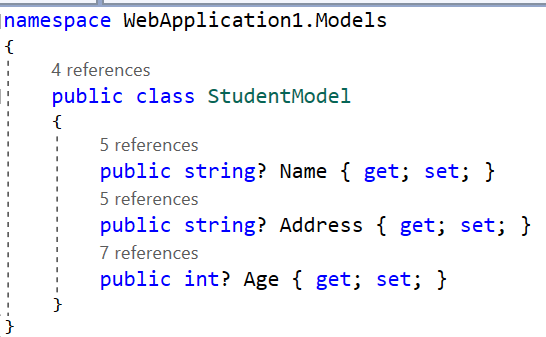 namespace WebApplication1.Models
{
4 references
public class StudentModel
{
5 references
public string? Name { get; set; }
5 references
public string? Address { get; set; }
7 references
public int? Age { get; set; }
}
}